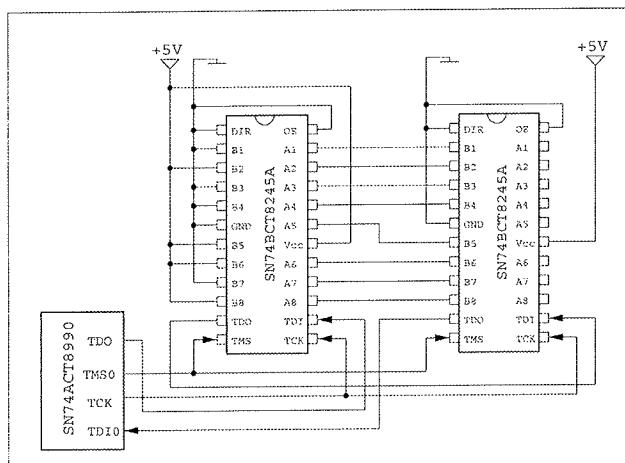 +5V
+5V
DIR OE
B1 A1
B2 A2
B3 A3
B4 A4
GND A5
B5 Vcc
B6 A6
B7 A7
B8 A8
TDO TDI
TMS TCK
SN74BCT8245A
DIR OE
B1 A1
B2 A2
B3 A3
B4 A4
GND A5
B5 Vcc
B6 A6
B7 A7
B8 A8
TDO TDI
TMS TCK
SN74BCT8245A
SN74ACT8990
TDO
TMS0
TCK
TDI0